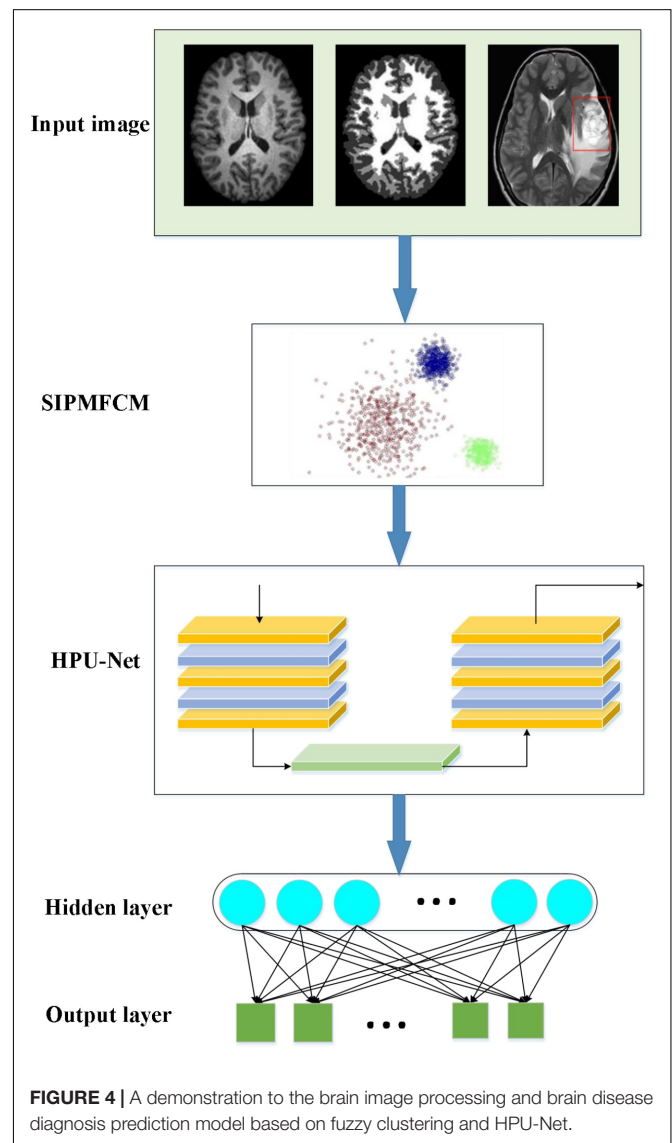 Input image
SIPMFCM
HPU-Net
Hidden layer
Output layer
FIGURE 4 | A demonstration to the brain image processing and brain disease
diagnosis prediction model based on fuzzy clustering and HPU-Net.